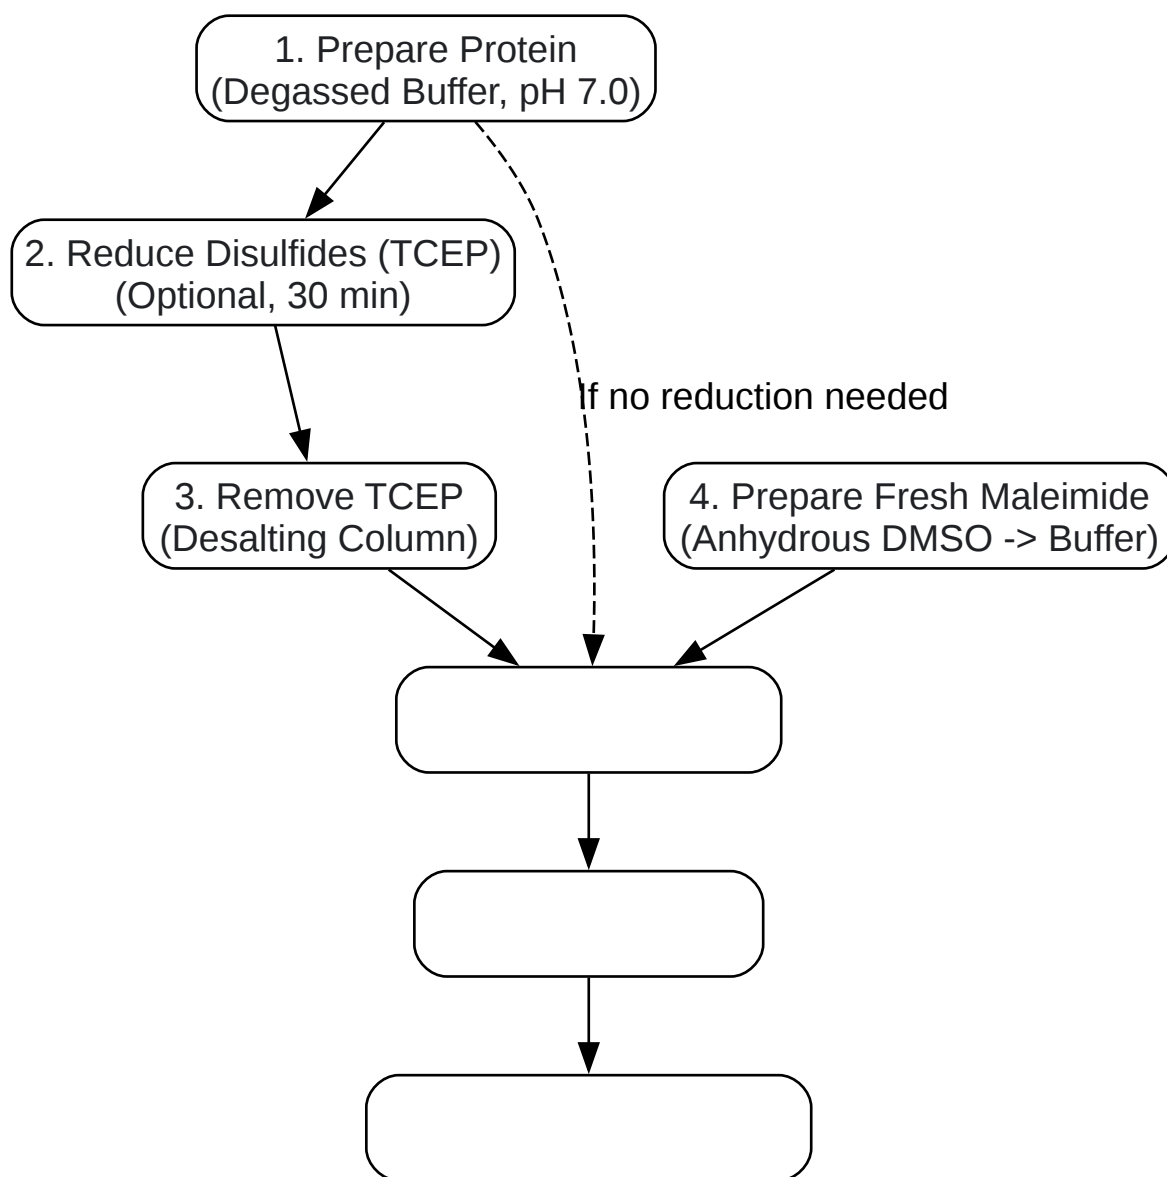 1. Prepare Protein
(Degassed Buffer, pH 7.0)
2. Reduce Disulfides (TCEP)
(Optional, 30 min)
If no reduction needed
3. Remove TCEP
(Desalting Column)
4. Prepare Fresh Maleimide
(Anhydrous DMSO -> Buffer)